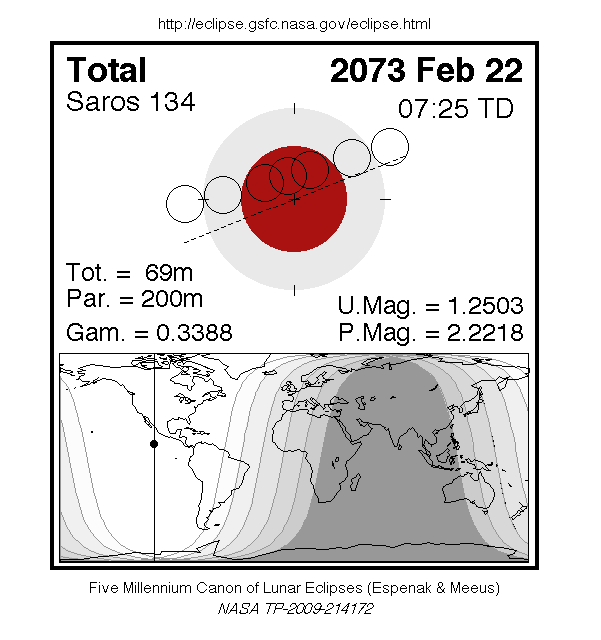 http://eclipse.gsfc.nasa.gov/eclipse.html
Total 2073 Feb 22
Saros 134 07:25 TD
Tot. = 69m
Par. = 200m
Gam. = 0.3388
U.Mag. = 1.2503
P.Mag. = 2.2218
Five Millennium Canon of Lunar Eclipses (Espenak & Meeus)
NASA TP-2009-214172